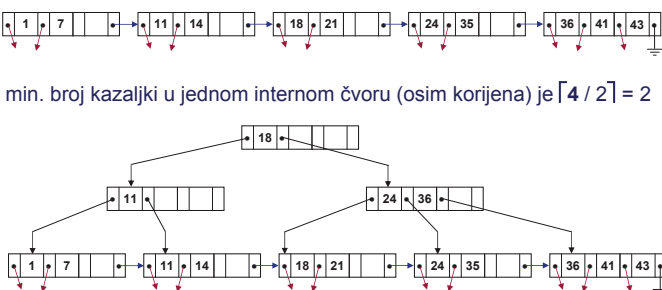 1 7 11 14 18 21 24 35 36 41 43
min. broj kazaljki u jednom internom čvoru (osim korijena) je ⌈4 / 2⌉ = 2
18
11 24 36
1 7 11 14 18 21 24 35 36 41 43